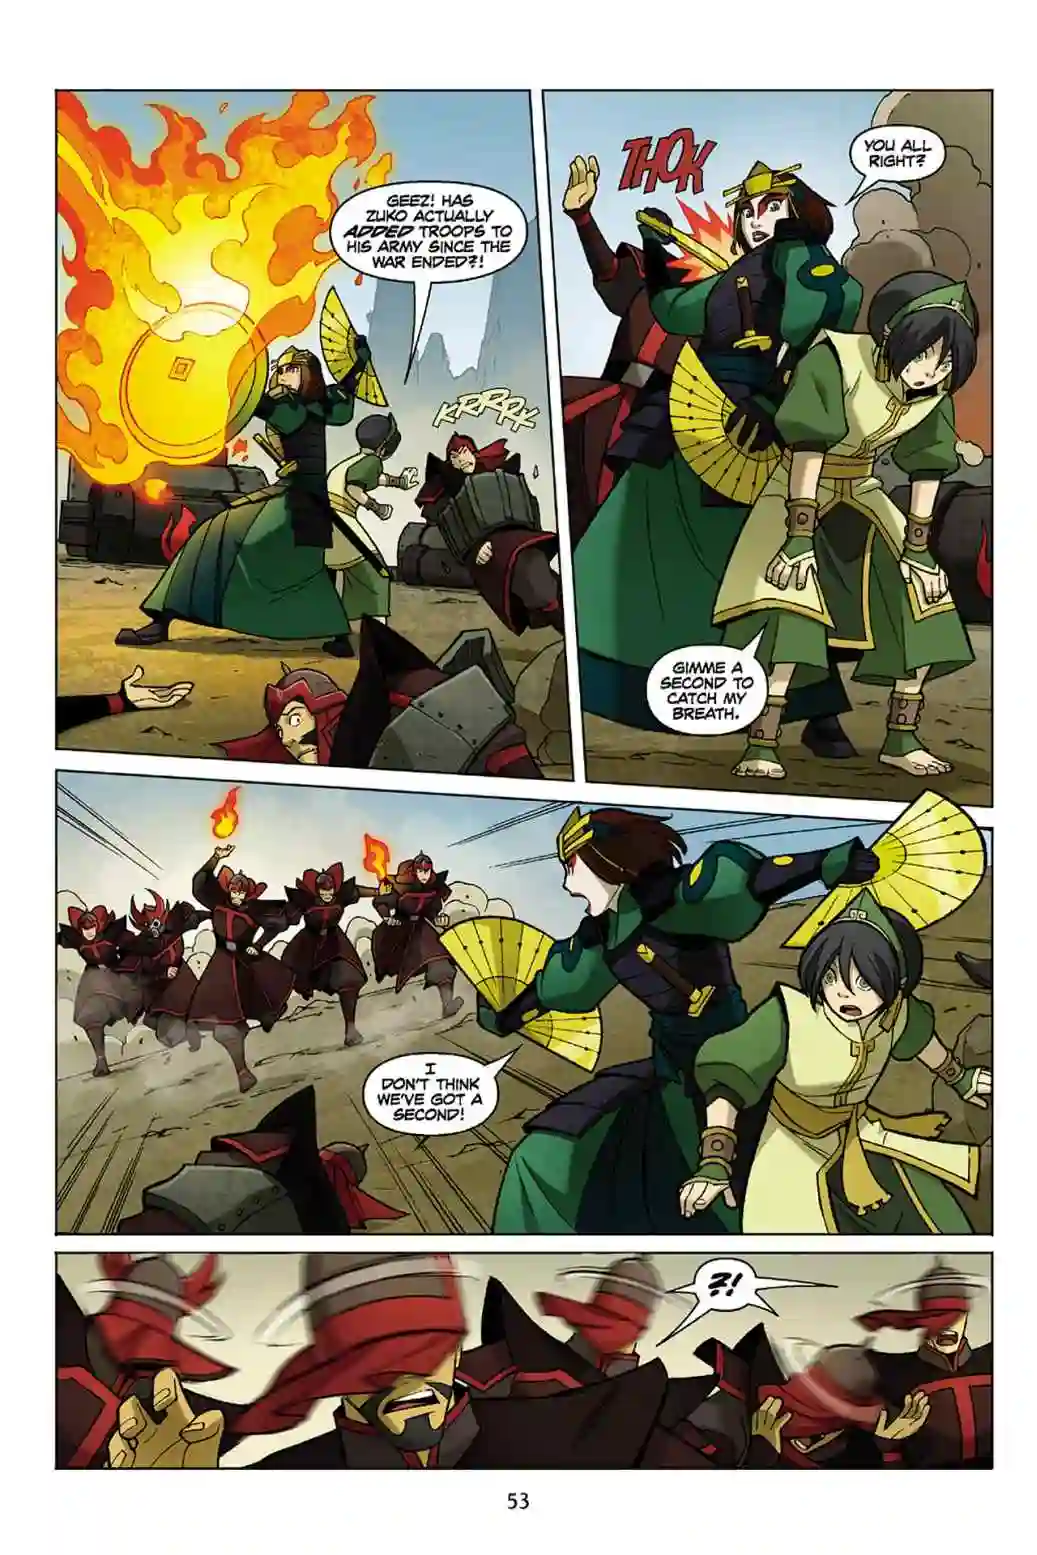 GEEZ! HAS
ZUKO ACTUALLY
ADDED TROOPS TO
HIS ARMY SINCE THE
WAR ENDED?!
KRRRRK
THOK
YOU ALL
RIGHT?
GIMME A
SECOND TO
CATCH MY
BREATH.
I
DON'T THINK
WE'VE GOT A
SECOND!
?!
53